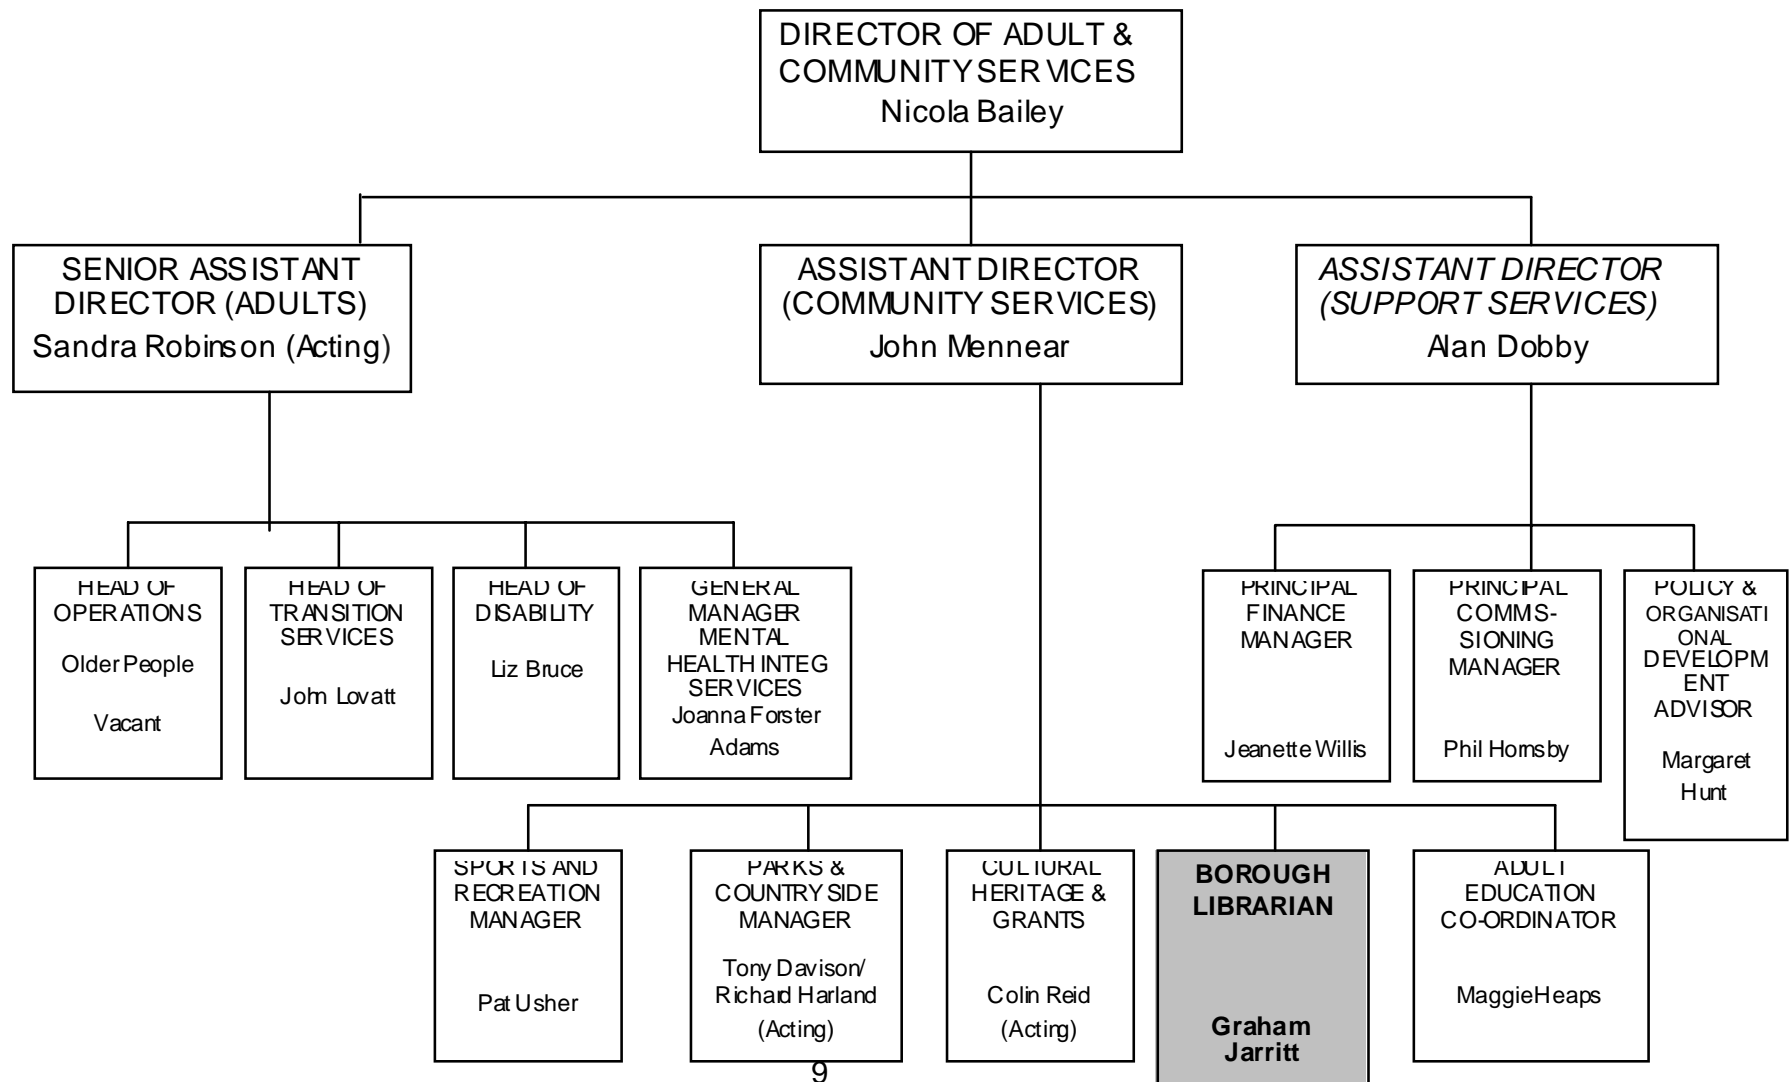 DIRECTOR OF ADULT &
COMMUNITY SERVICES
Nicola Bailey
SENIOR ASSISTANT
DIRECTOR (ADULTS)
Sandra Robinson (Acting)
ASSISTANT DIRECTOR
(COMMUNITY SERVICES)
John Mennear
ASSISTANT DIRECTOR
(SUPPORT SERVICES)
Alan Dobby
HEAD OF
OPERATIONS
Older People
Vacant
HEAD OF
TRANSITION
SERVICES
John Lovatt
HEAD OF
DISABILITY
Liz Bruce
GENERAL
MANAGER
MENTAL
HEALTH INTEG
SERVICES
Joanna Forster
Adams
PRINCIPAL
FINANCE
MANAGER
Jeanette Willis
PRINCIPAL
COMMIS-
SIONING
MANAGER
Phil Hornsby
POLICY &
ORGANISATI
ONAL
DEVELOPM
ENT
ADVISOR
Margaret
Hunt
SPORTS AND
RECREATION
MANAGER
Pat Usher
PARKS &
COUNTRYSIDE
MANAGER
Tony Davison/
Richard Harland
(Acting)
CULTURAL
HERITAGE &
GRANTS
Colin Reid
(Acting)
BOROUGH
LIBRARIAN
Graham
Jarritt
ADULT
EDUCATION
CO-ORDINATOR
Maggie Heaps
9